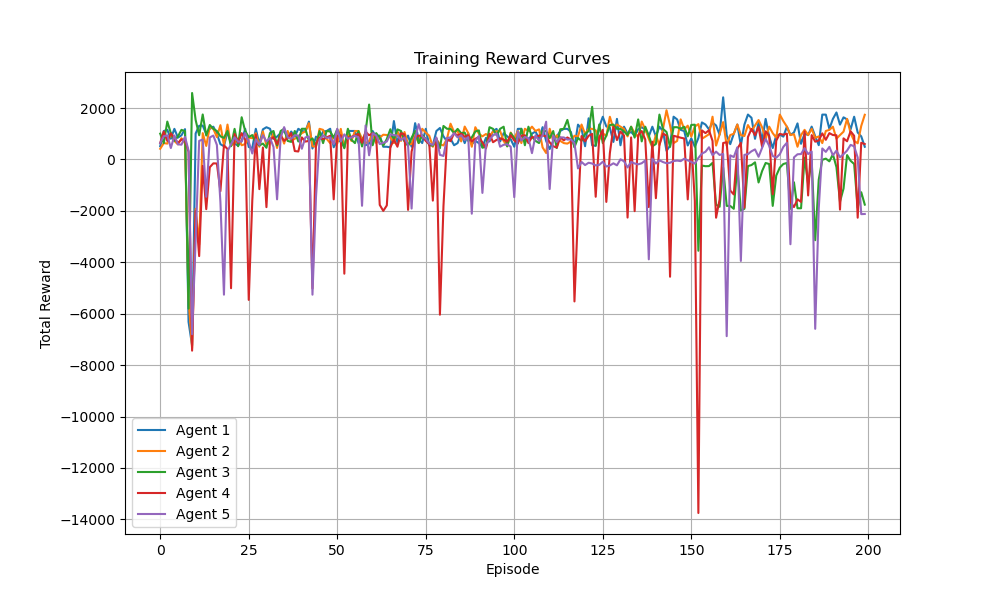 Training Reward Curves
Total Reward
2000
0
−2000
−4000
−6000
−8000
−10000
−12000
−14000
Agent 1
Agent 2
Agent 3
Agent 4
Agent 5
0 25 50 75 100 125 150 175 200
Episode